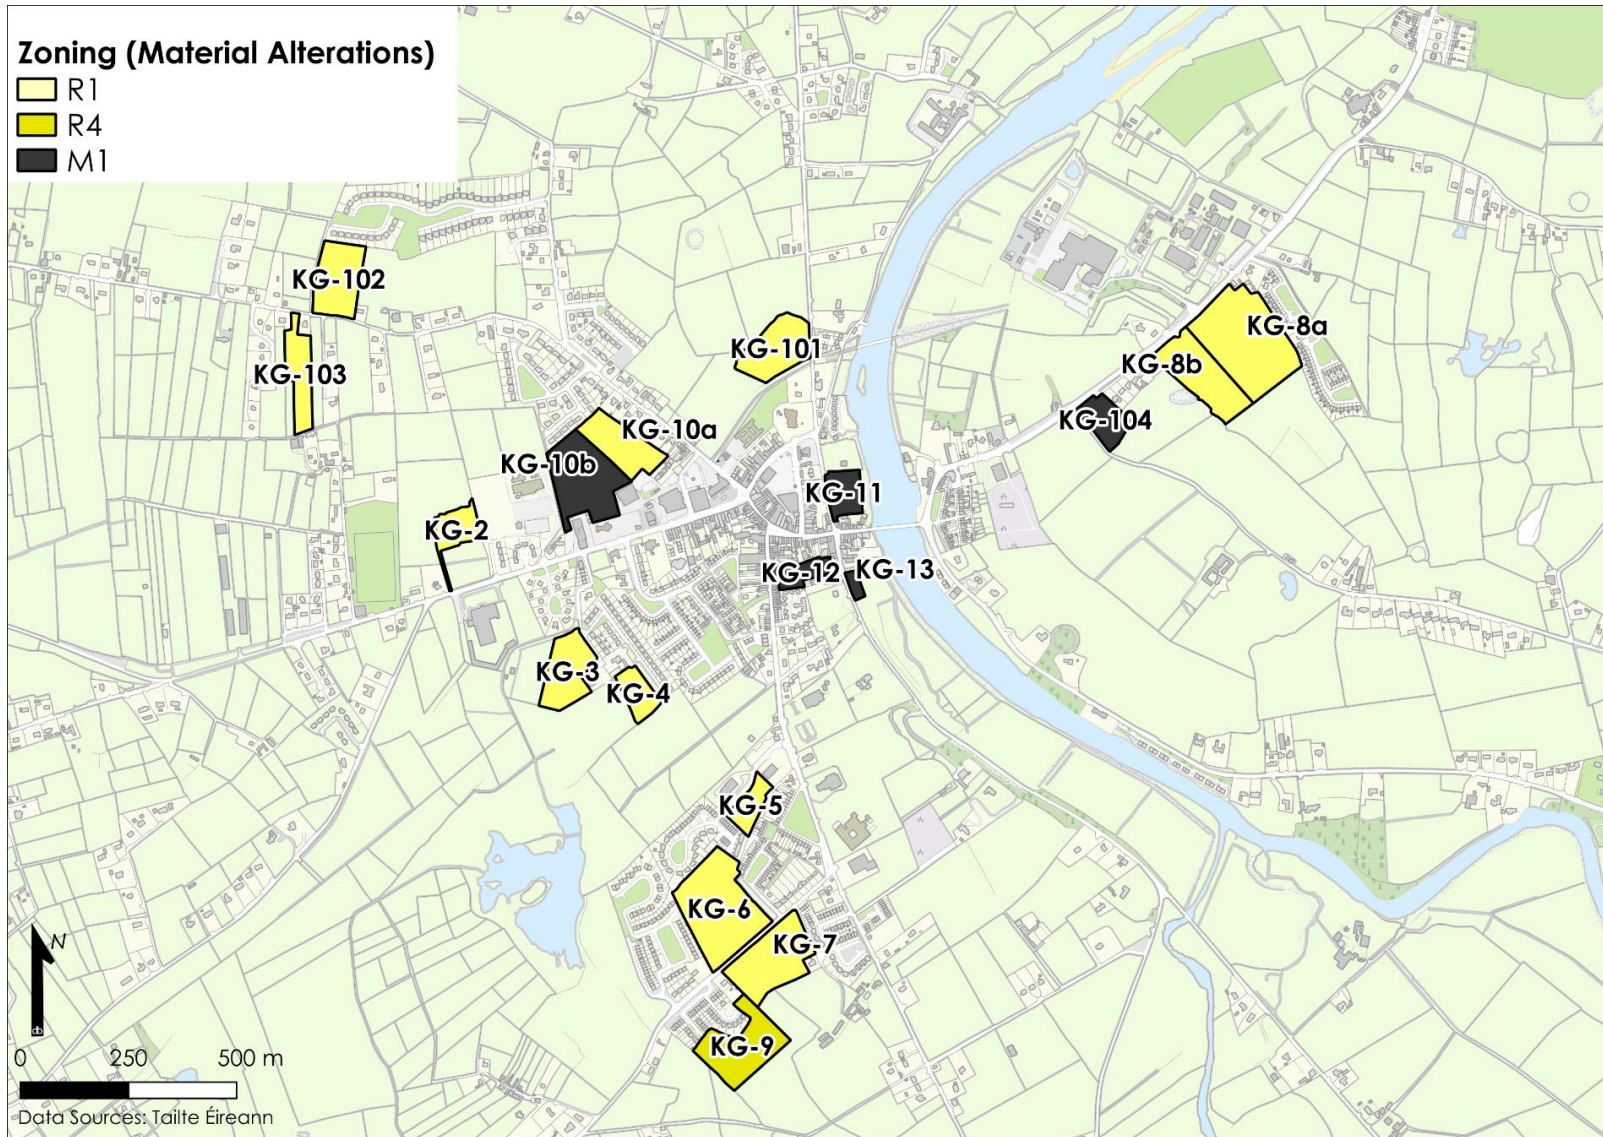 Zoning (Material Alterations)
R1
R4
M1
KG-102
KG-103
KG-101
KG-8a
KG-8b
KG-104
KG-10a
KG-10b
KG-11
KG-2
KG-12
KG-13
KG-3
KG-4
KG-5
KG-6
KG-7
KG-9
N
0 250 500 m
Data Sources: Tailte Éireann